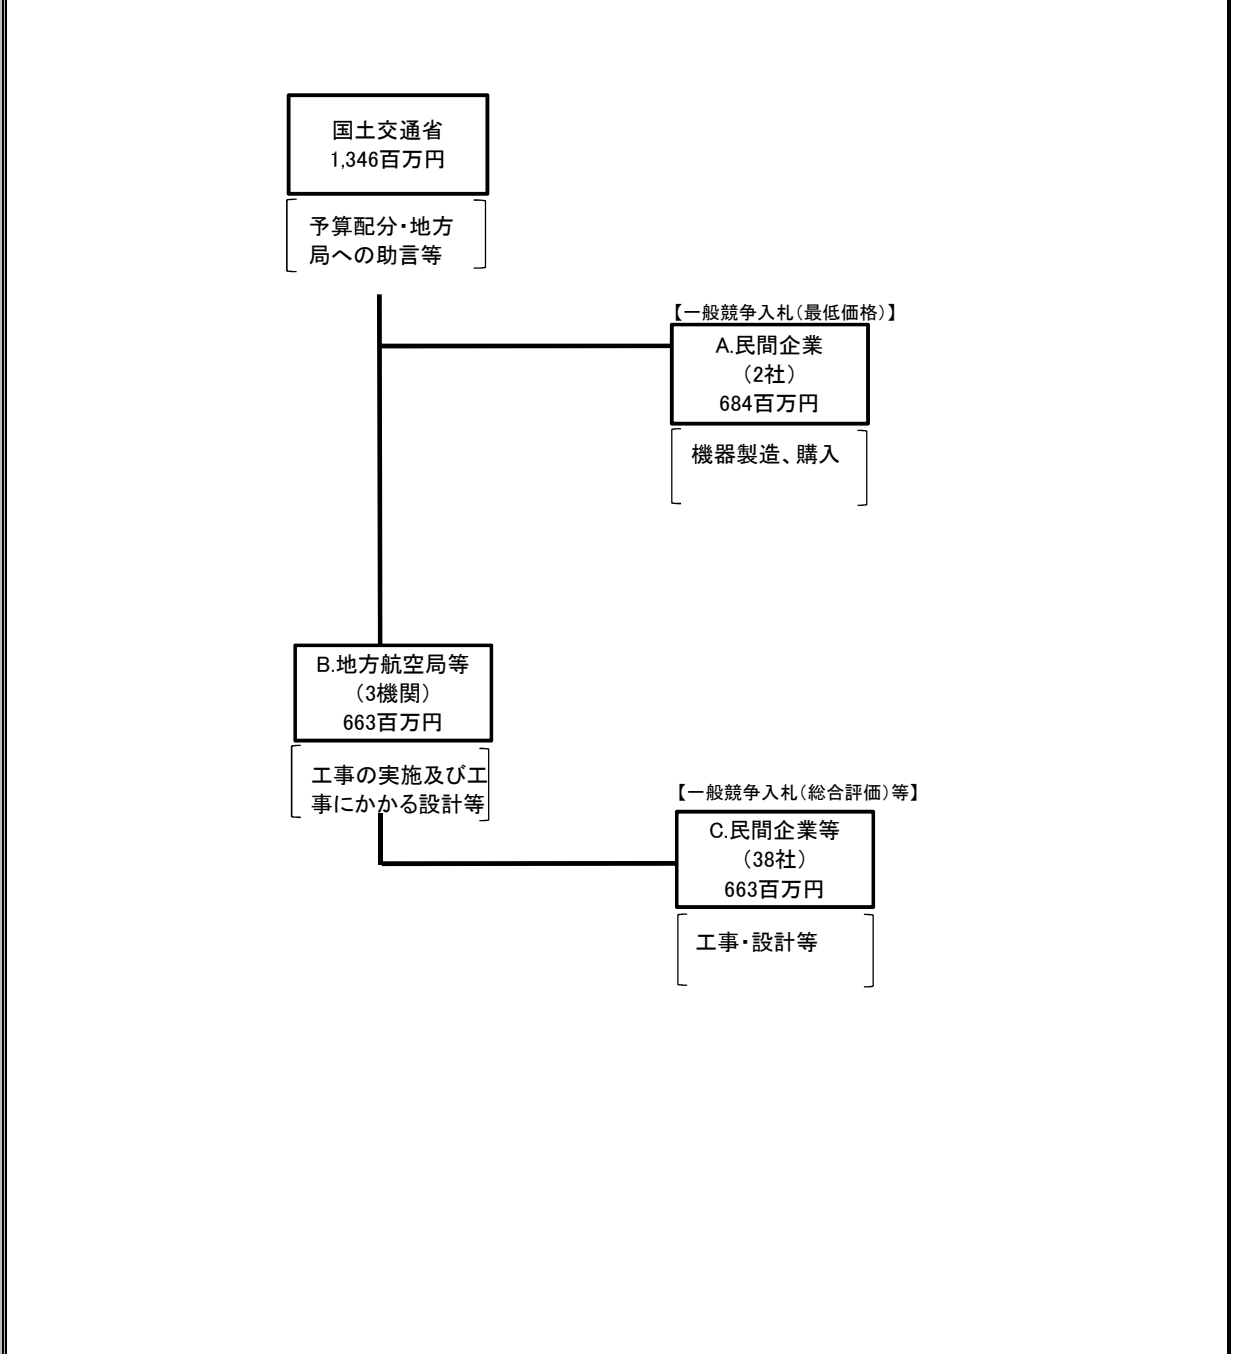 国土交通省
1,346百万円
予算配分・地方
局への助言等
【一般競争入札（最低価格）】
A.民間企業
（2社）
684百万円
機器製造、購入
B.地方航空局等
（3機関）
663百万円
工事の実施及び工
事にかかる設計等
【一般競争入札（総合評価）等】
C.民間企業等
（38社）
663百万円
工事・設計等